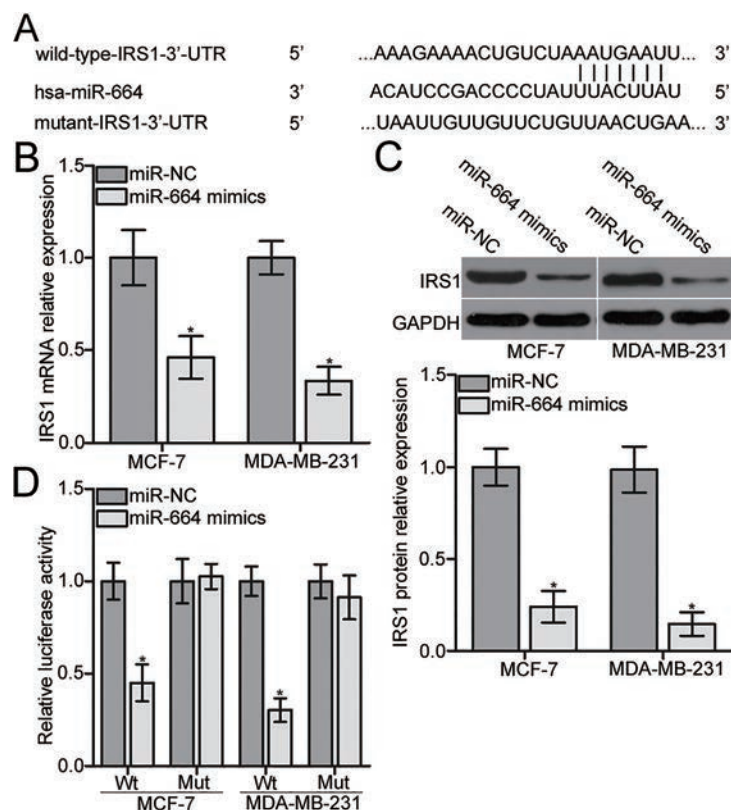 A
wild-type-IRS1-3'-UTR 5' ...AAAGAAAACUGUCUAAAUGAAUU... 3'
hsa-miR-664 3' ACAUCCGACCCCUAUUUACUUAU 5'
mutant-IRS1-3'-UTR 5' ...UAAUUGUUGUUCUGUUAACUGAA... 3'
B
miR-NC
miR-664 mimics
IRS1 mRNA relative expression
1.5
1.0
0.5
0.0
*
*
MCF-7 MDA-MB-231
C
miR-NC miR-664 mimics miR-NC miR-664 mimics
IRS1
GAPDH
MCF-7 MDA-MB-231
miR-NC
miR-664 mimics
IRS1 protein relative expression
1.5
1.0
0.5
0.0
*
*
MCF-7 MDA-MB-231
D
miR-NC
miR-664 mimics
Relative luciferase activity
1.5
1.0
0.5
0.0
*
*
Wt Mut Wt Mut
MCF-7 MDA-MB-231